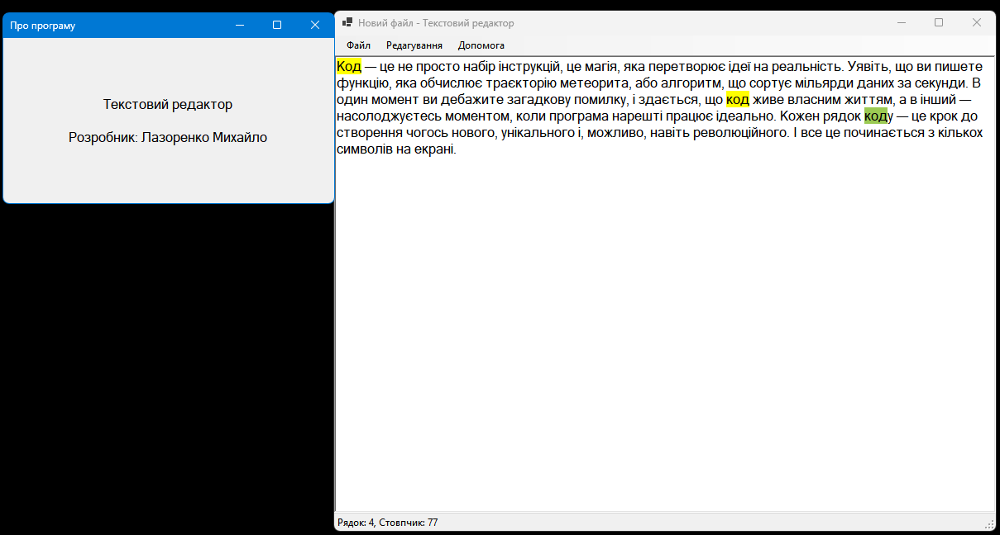 Про програму
Текстовий редактор
Розробник: Лазоренко Михайло
Новий файл - Текстовий редактор
Файл Редагування Допомога
Код — це не просто набір інструкцій, це магія, яка перетворює ідеї на реальність. Уявіть, що ви пишете
функцію, яка обчислює траєкторію метеорита, або алгоритм, що сортує мільярди даних за секунди. В
один момент ви дебажите загадкову помилку, і здається, що код живе власним життям, а в інший —
насолоджуєтесь моментом, коли програма нарешті працює ідеально. Кожен рядок коду — це крок до
створення чогось нового, унікального і, можливо, навіть революційного. І все це починається з кількох
символів на екрані.
Рядок: 4, Стовпчик: 77